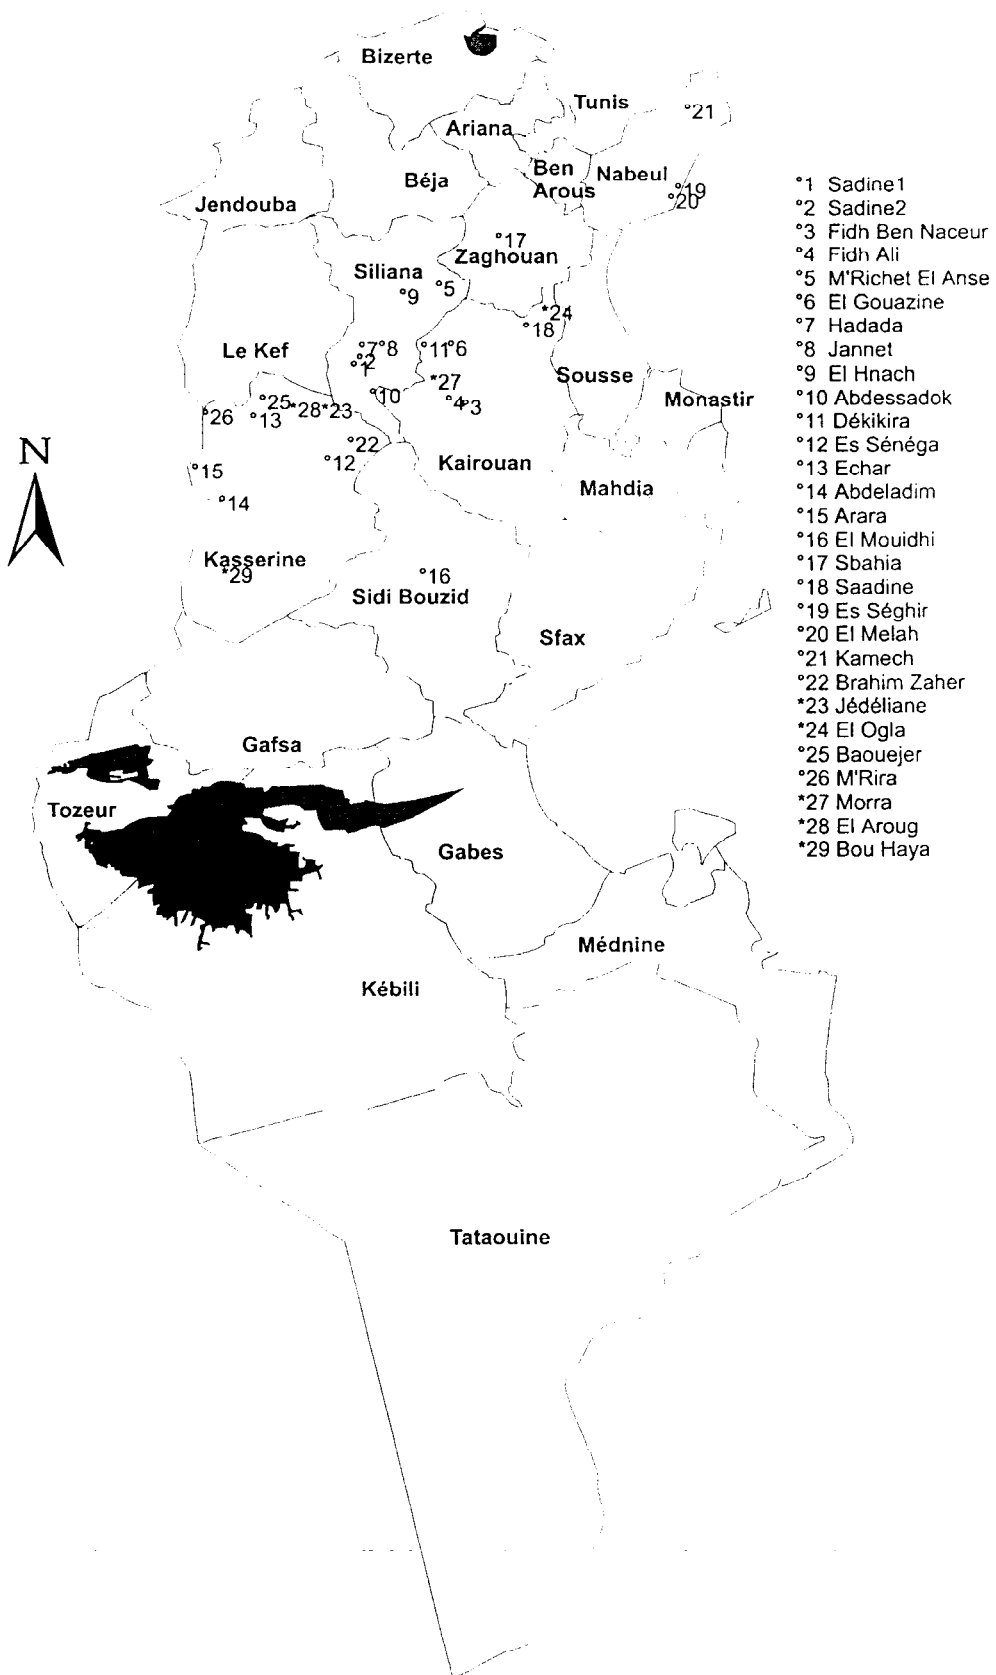 Bizerte
Tunis
°21
Ariana
Ben
Arous
Nabeul
Béja
°19
°20
Jendouba
°17
Zaghouan
Siliana
°5
°9
*24
°18
°7 °8
°2
°1
°11 °6
Le Kef
*27
Sousse
°10
°4 °3
Monastir
°25 *28 *23
°26
°13
°22
°12
Kairouan
N
°15
Mahdia
°14
Kasserine
*29
°16
Sidi Bouzid
Sfax
Gafsa
Tozeur
Gabes
Médnine
Kébili
Tataouine
°1 Sadine1
°2 Sadine2
°3 Fidh Ben Naceur
°4 Fidh Ali
°5 M'Richet El Anse
°6 El Gouazine
°7 Hadada
°8 Jannet
°9 El Hnach
°10 Abdessadok
°11 Dékikira
°12 Es Sénéga
°13 Echar
°14 Abdeladim
°15 Arara
°16 El Mouidhi
°17 Sbahia
°18 Saadine
°19 Es Séghir
°20 El Melah
°21 Kamech
°22 Brahim Zaher
*23 Jédéliane
*24 El Ogla
°25 Baouejer
°26 M'Rira
*27 Morra
*28 El Aroug
*29 Bou Haya